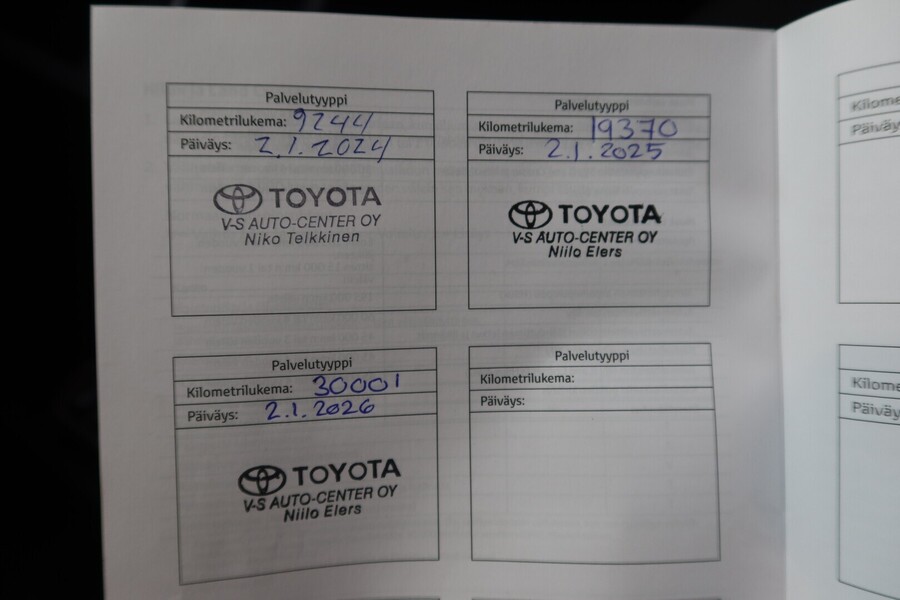 Palvelutyyppi
Kilometrilukema: 9244
Päiväys: 2.1.2024
TOYOTA
V-S AUTO-CENTER OY
Niko Telkkinen
Palvelutyyppi
Kilometrilukema: 19370
Päiväys: 2.1.2025
TOYOTA
V-S AUTO-CENTER OY
Niilo Elers
Palvelutyyppi
Kilometrilukema: 30001
Päiväys: 2.1.2026
TOYOTA
V-S AUTO-CENTER OY
Niilo Elers
Palvelutyyppi
Kilometrilukema:
Päiväys: